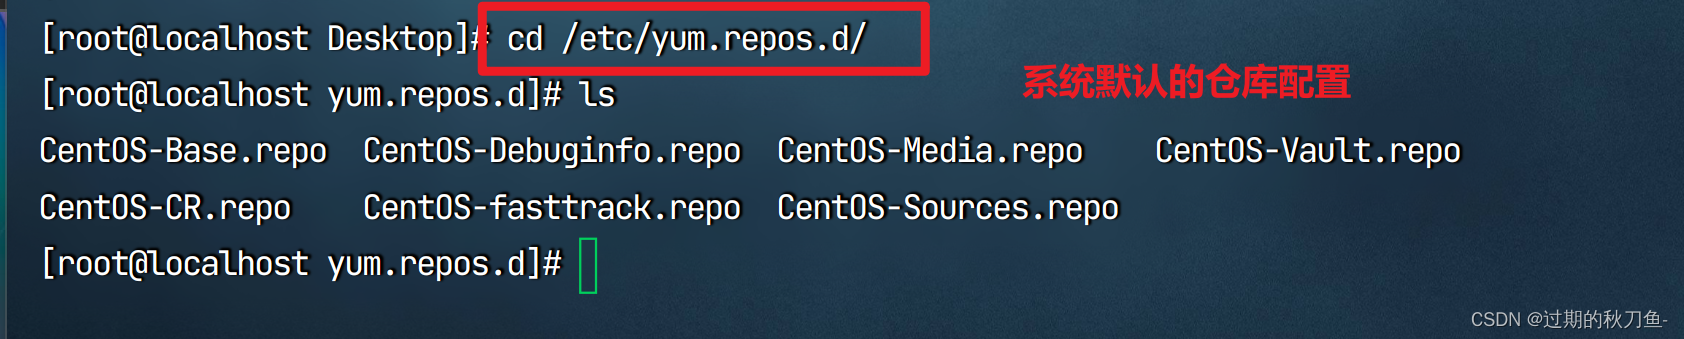 [root@localhost Desktop]# cd /etc/yum.repos.d/
系统默认的仓库配置
[root@localhost yum.repos.d]# ls
CentOS-Base.repo  CentOS-Debuginfo.repo  CentOS-Media.repo    CentOS-Vault.repo
CentOS-CR.repo    CentOS-fasttrack.repo  CentOS-Sources.repo
[root@localhost yum.repos.d]#
CSDN @过期的秋刀鱼-